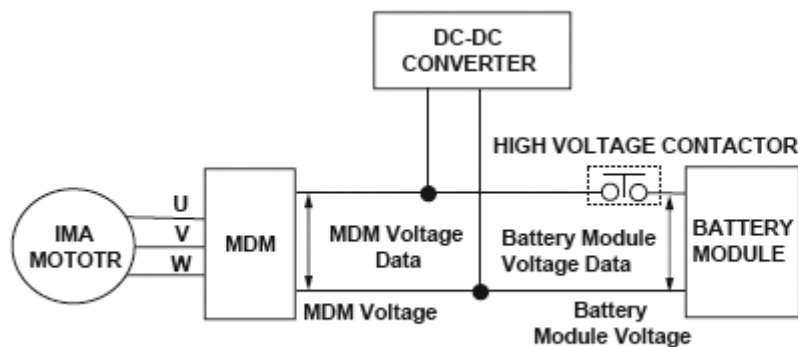 DC-DC
CONVERTER
HIGH VOLTAGE CONTACTOR
U
V
W
IMA
MOTOTR
MDM
MDM Voltage
Data
Battery Module
Voltage Data
BATTERY
MODULE
MDM Voltage
Battery
Module Voltage